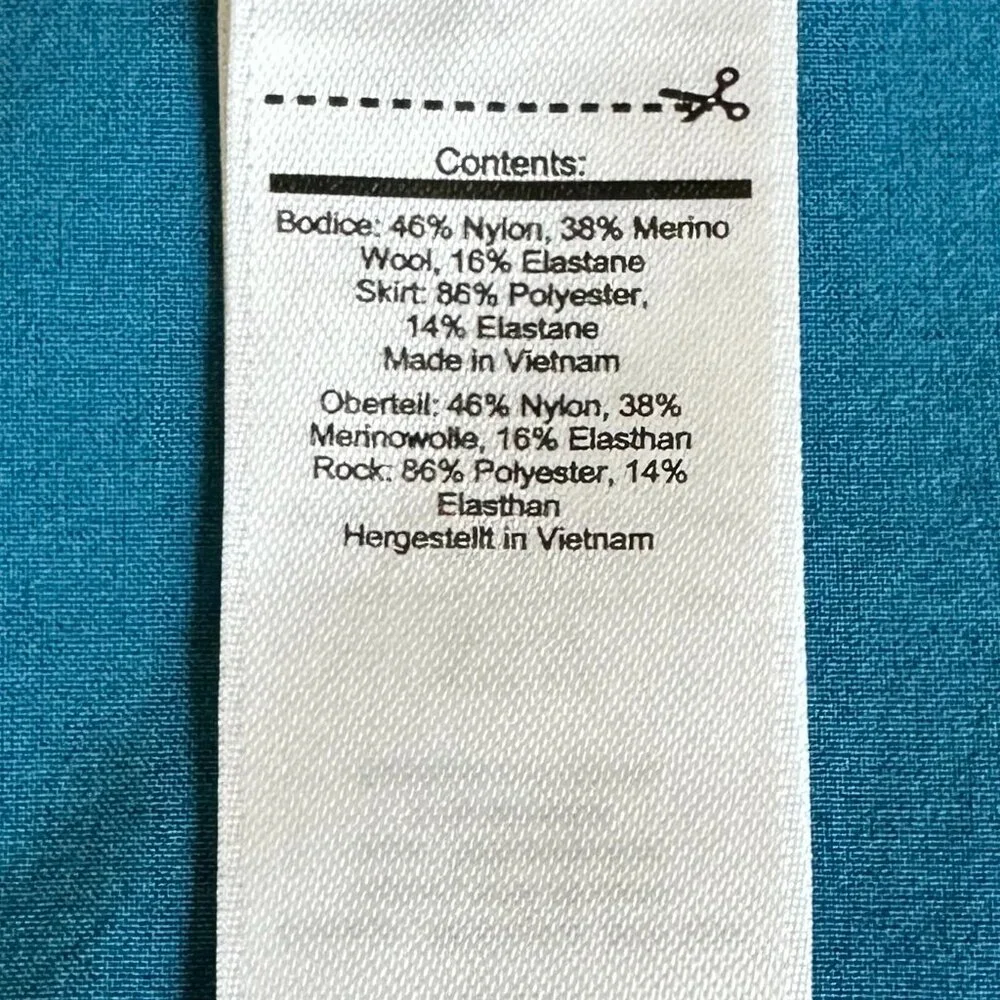 Contents:
Bodice: 46% Nylon, 38% Merino
Wool, 16% Elastane
Skirt: 86% Polyester,
14% Elastane
Made in Vietnam
Oberteil: 46% Nylon, 38%
Merinowolle, 16% Elasthan
Rock: 86% Polyester, 14%
Elasthan
Hergestellt in Vietnam